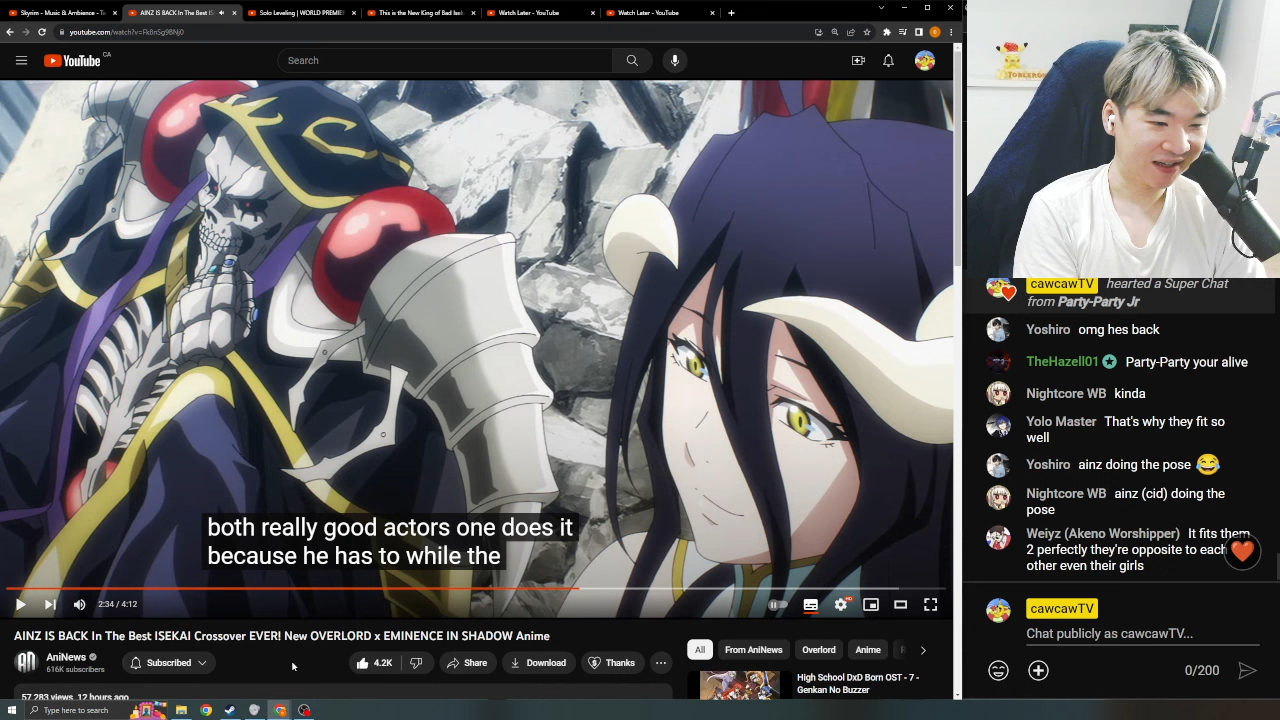 Skyrim - Music & Ambience - Te
AINZ IS BACK In The Best IS
Solo Leveling | WORLD PREMIER
This is the New King of Bad Isek
Watch Later - YouTube
Watch Later - YouTube
youtube.com/watch?v=Fk8nSg9BNj0
YouTube CA
Search
TOBLERON
both really good actors one does it
because he has to while the
2:34 / 4:12
HD
AINZ IS BACK In The Best ISEKAI Crossover EVER! New OVERLORD x EMINENCE IN SHADOW Anime
AniNews
616K subscribers
Subscribed
4.2K
Share
Download
Thanks
57,283 views 12 hours ago
All
From AniNews
Overlord
Anime
High School DxD Born OST - 7 -
Genkan No Buzzer
cawcawTV hearted a Super Chat
from Party-Party Jr
Yoshiro omg hes back
TheHazell01 Party-Party your alive
Nightcore WB kinda
Yolo Master That's why they fit so
well
Yoshiro ainz doing the pose
Nightcore WB ainz (cid) doing the
pose
Weiyz (Akeno Worshipper) It fits them
2 perfectly they're opposite to each
other even their girls
cawcawTV
Chat publicly as cawcawTV...
0/200
Type here to search